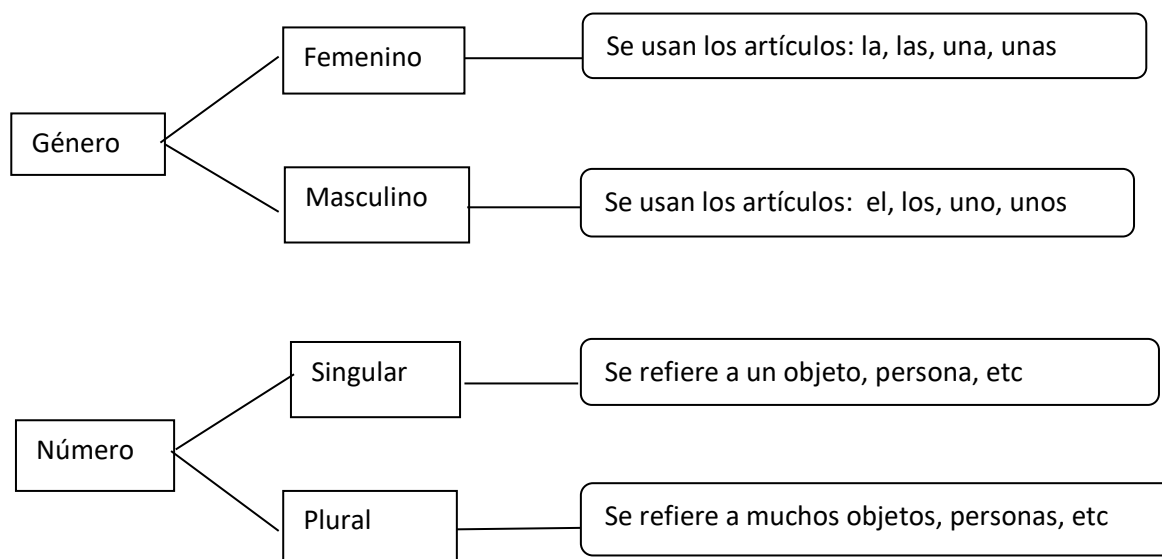 Femenino
Se usan los artículos: la, las, una, unas
Género
Masculino
Se usan los artículos:  el, los, uno, unos
Singular
Se refiere a un objeto, persona, etc
Número
Plural
Se refiere a muchos objetos, personas, etc